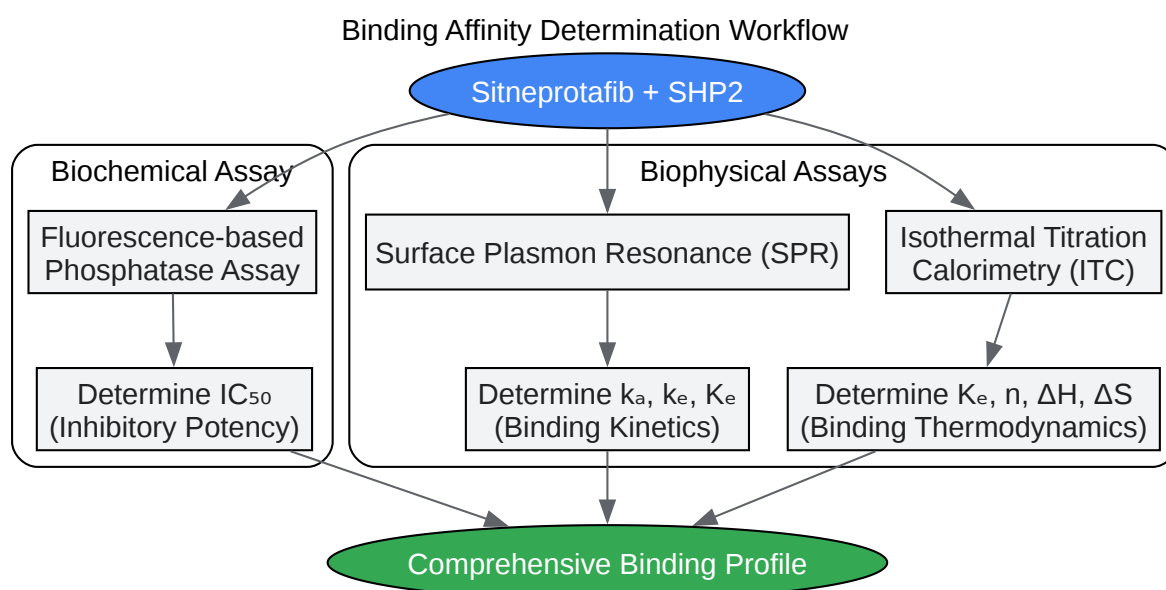 Binding Affinity Determination Workflow
Sitneprotafib + SHP2
Biochemical Assay
Biophysical Assays
Fluorescence-based
Phosphatase Assay
Surface Plasmon Resonance (SPR)
Isothermal Titration
Calorimetry (ITC)
Determine IC₅₀
(Inhibitory Potency)
Determine kₐ, kₑ, Kₑ
(Binding Kinetics)
Determine Kₑ, n, ΔH, ΔS
(Binding Thermodynamics)
Comprehensive Binding Profile